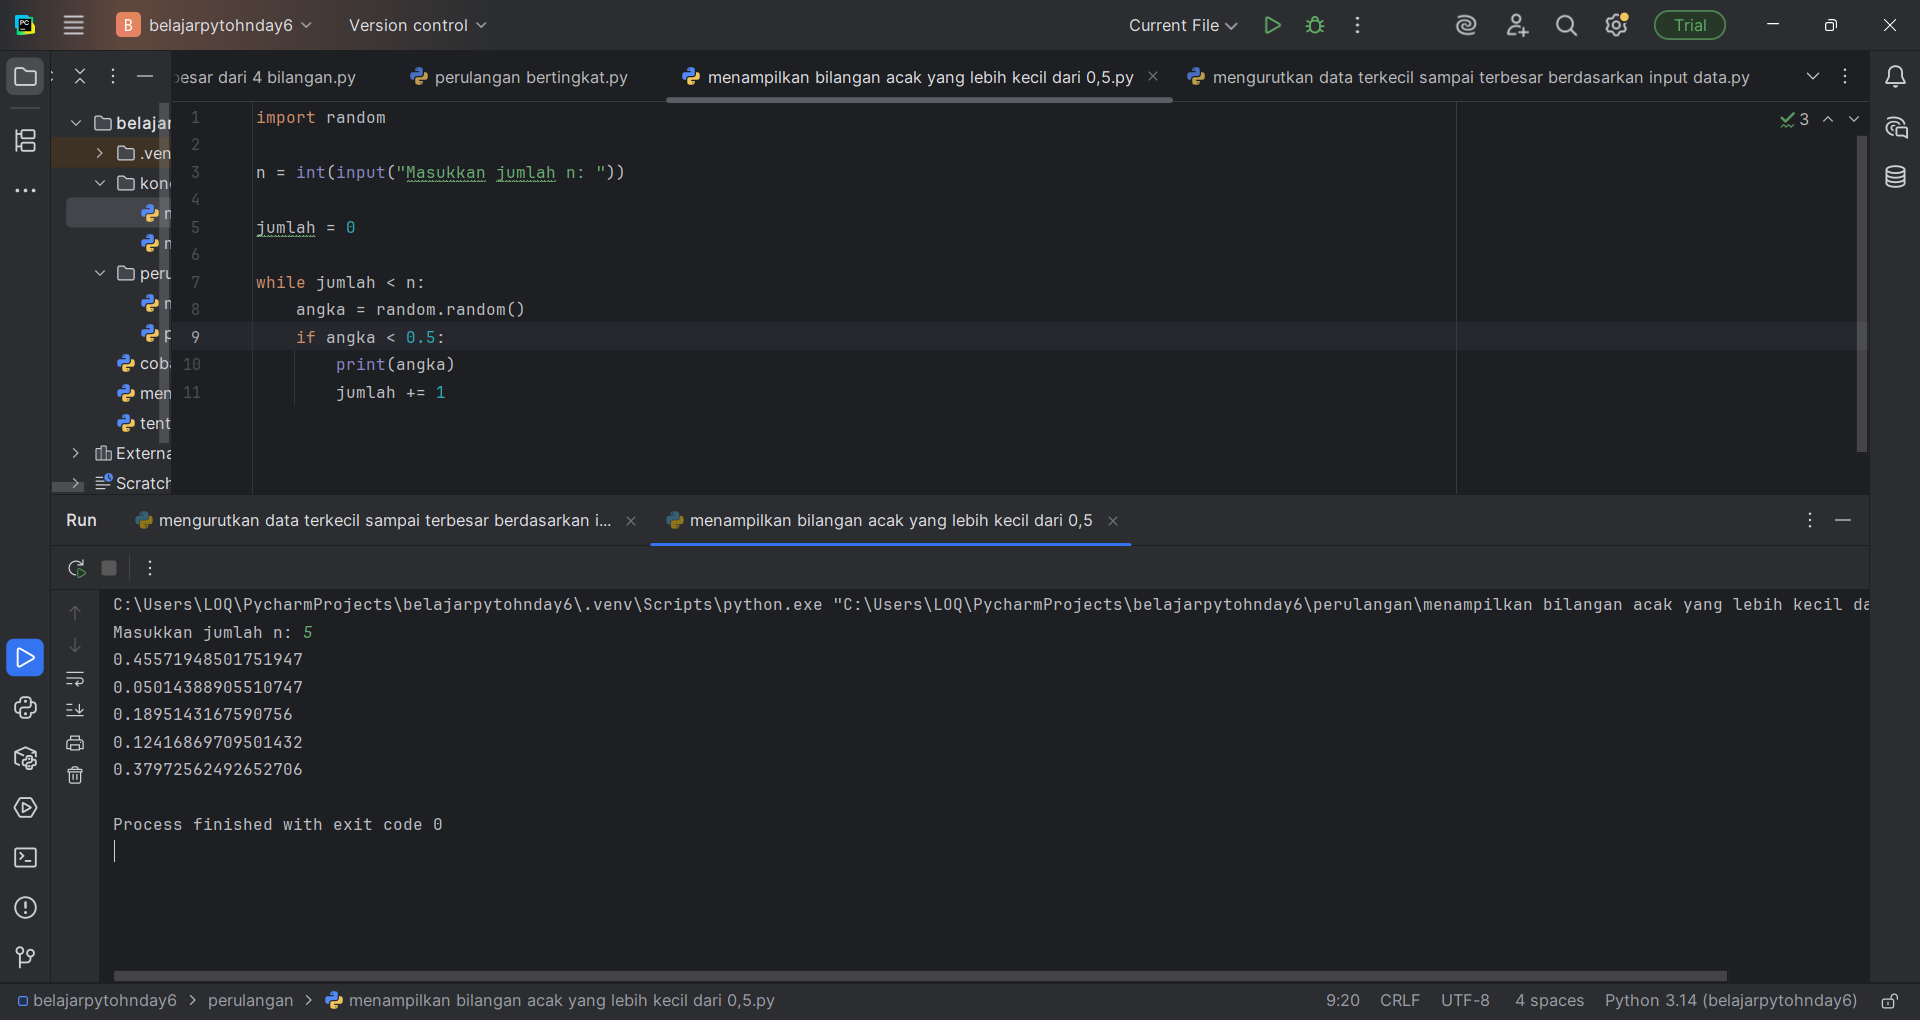 PC
B belajarpytohnday6 Version control Current File Trial
besar dari 4 bilangan.py perulangan bertingkat.py menampilkan bilangan acak yang lebih kecil dari 0,5.py mengurutkan data terkecil sampai terbesar berdasarkan input data.py
belajar
.ven
kon
peru
cob
men
tent
Externa
Scratch
3
1 import random
2
3 n = int(input("Masukkan jumlah n: "))
4
5 jumlah = 0
6
7 while jumlah < n:
8 angka = random.random()
9 if angka < 0.5:
10 print(angka)
11 jumlah += 1
Run mengurutkan data terkecil sampai terbesar berdasarkan i... menampilkan bilangan acak yang lebih kecil dari 0,5
C:\Users\LOQ\PycharmProjects\belajarpytohnday6\.venv\Scripts\python.exe "C:\Users\LOQ\PycharmProjects\belajarpytohnday6\perulangan\menampilkan bilangan acak yang lebih kecil da
Masukkan jumlah n: 5
0.45571948501751947
0.05014388905510747
0.1895143167590756
0.12416869709501432
0.37972562492652706
Process finished with exit code 0
belajarpytohnday6 > perulangan > menampilkan bilangan acak yang lebih kecil dari 0,5.py 9:20 CRLF UTF-8 4 spaces Python 3.14 (belajarpytohnday6)